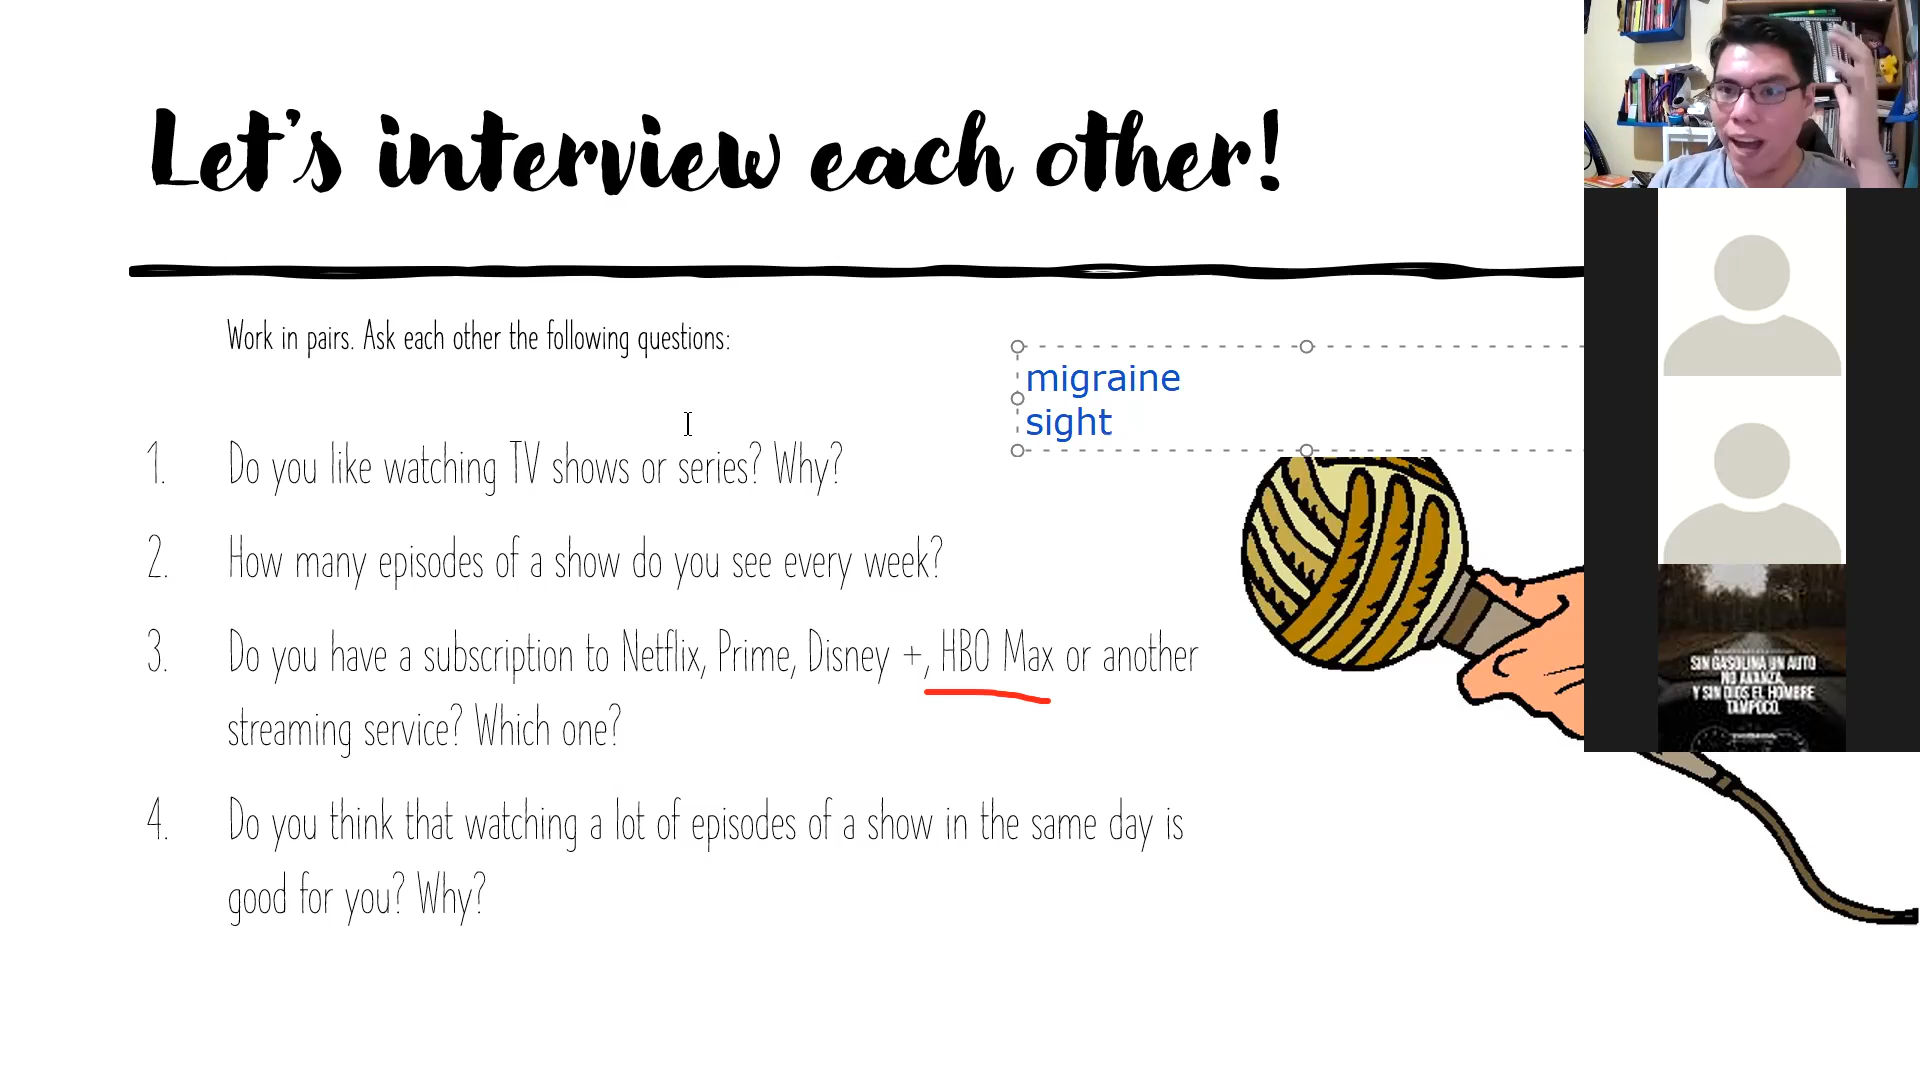 Let's interview each other!
Work in pairs. Ask each other the following questions:
migraine
sight
1. Do you like watching TV shows or series? Why?
2. How many episodes of a show do you see every week?
3. Do you have a subscription to Netflix, Prime, Disney +, HBO Max or another
streaming service? Which one?
4. Do you think that watching a lot of episodes of a show in the same day is
good for you? Why?
SIN GASOLINA UN AUTO
NO AVANZA,
Y SIN DIOS EL HOMBRE
TAMPOCO.